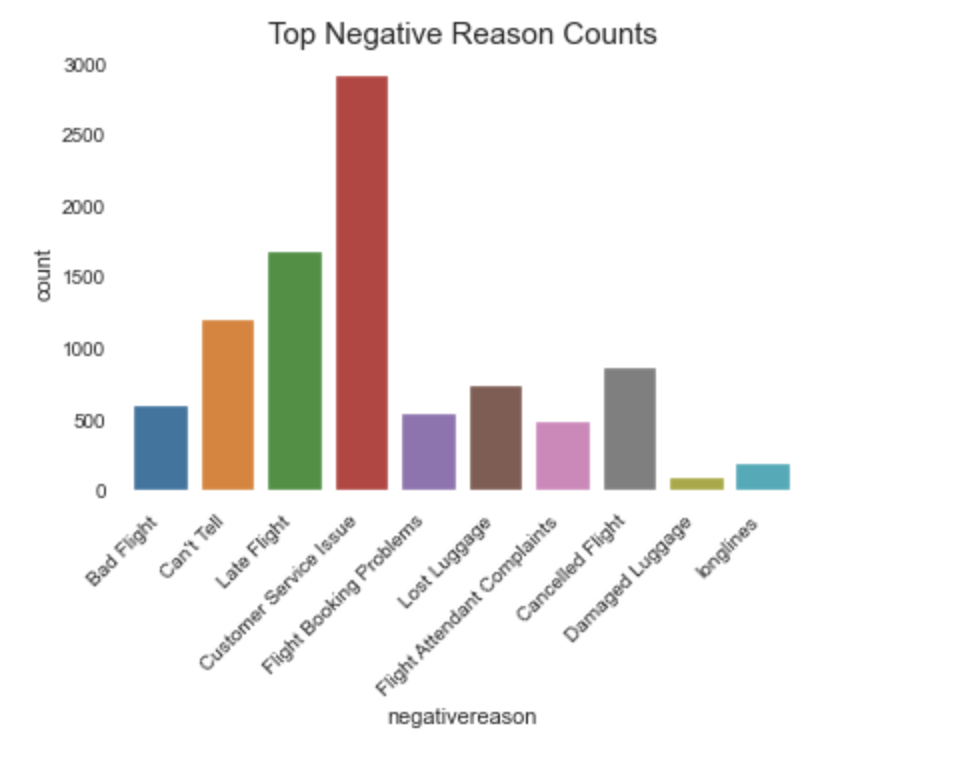 Top Negative Reason Counts
3000
2500
2000
1500
1000
500
0
count
Bad Flight
Can't Tell
Late Flight
Customer Service Issue
Flight Booking Problems
Lost Luggage
Flight Attendant Complaints
Cancelled Flight
Damaged Luggage
longlines
negativereason